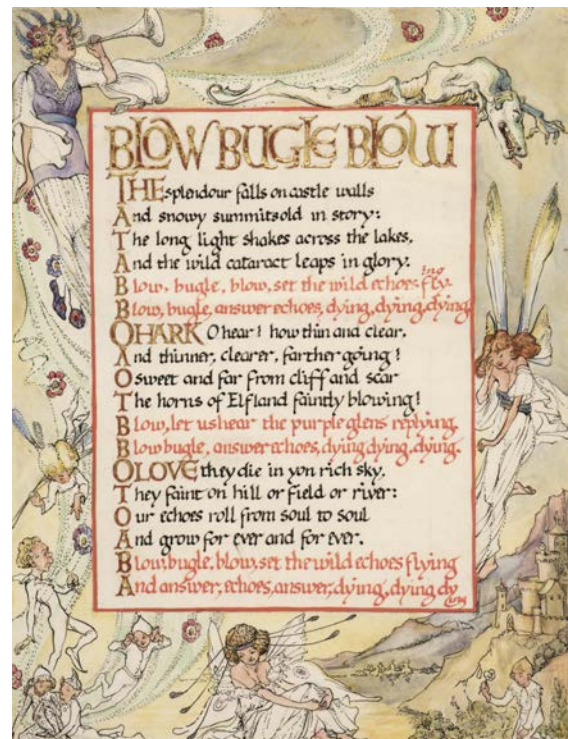 BLOW BUGLE BLOW
THE splendour falls on castle walls
And snowy summits old in story:
The long light shakes across the lakes,
And the wild cataract leaps in glory.
Blow, bugle, blow, set the wild echoes flying.
Blow, bugle, answer echoes, dying, dying, dying
O HARK O hear! how thin and clear,
And thinner, clearer, farther going!
O sweet and far from cliff and scar
The horns of Elfland faintly blowing!
Blow, let us hear the purple glens replying.
Blow bugle, answer echoes, dying dying, dying.
O LOVE they die in yon rich sky,
They faint on hill or field or river:
Our echoes roll from soul to soul
And grow for ever and for ever.
Blow, bugle, blow, set the wild echoes flying
And answer, echoes, answer, dying, dying dying